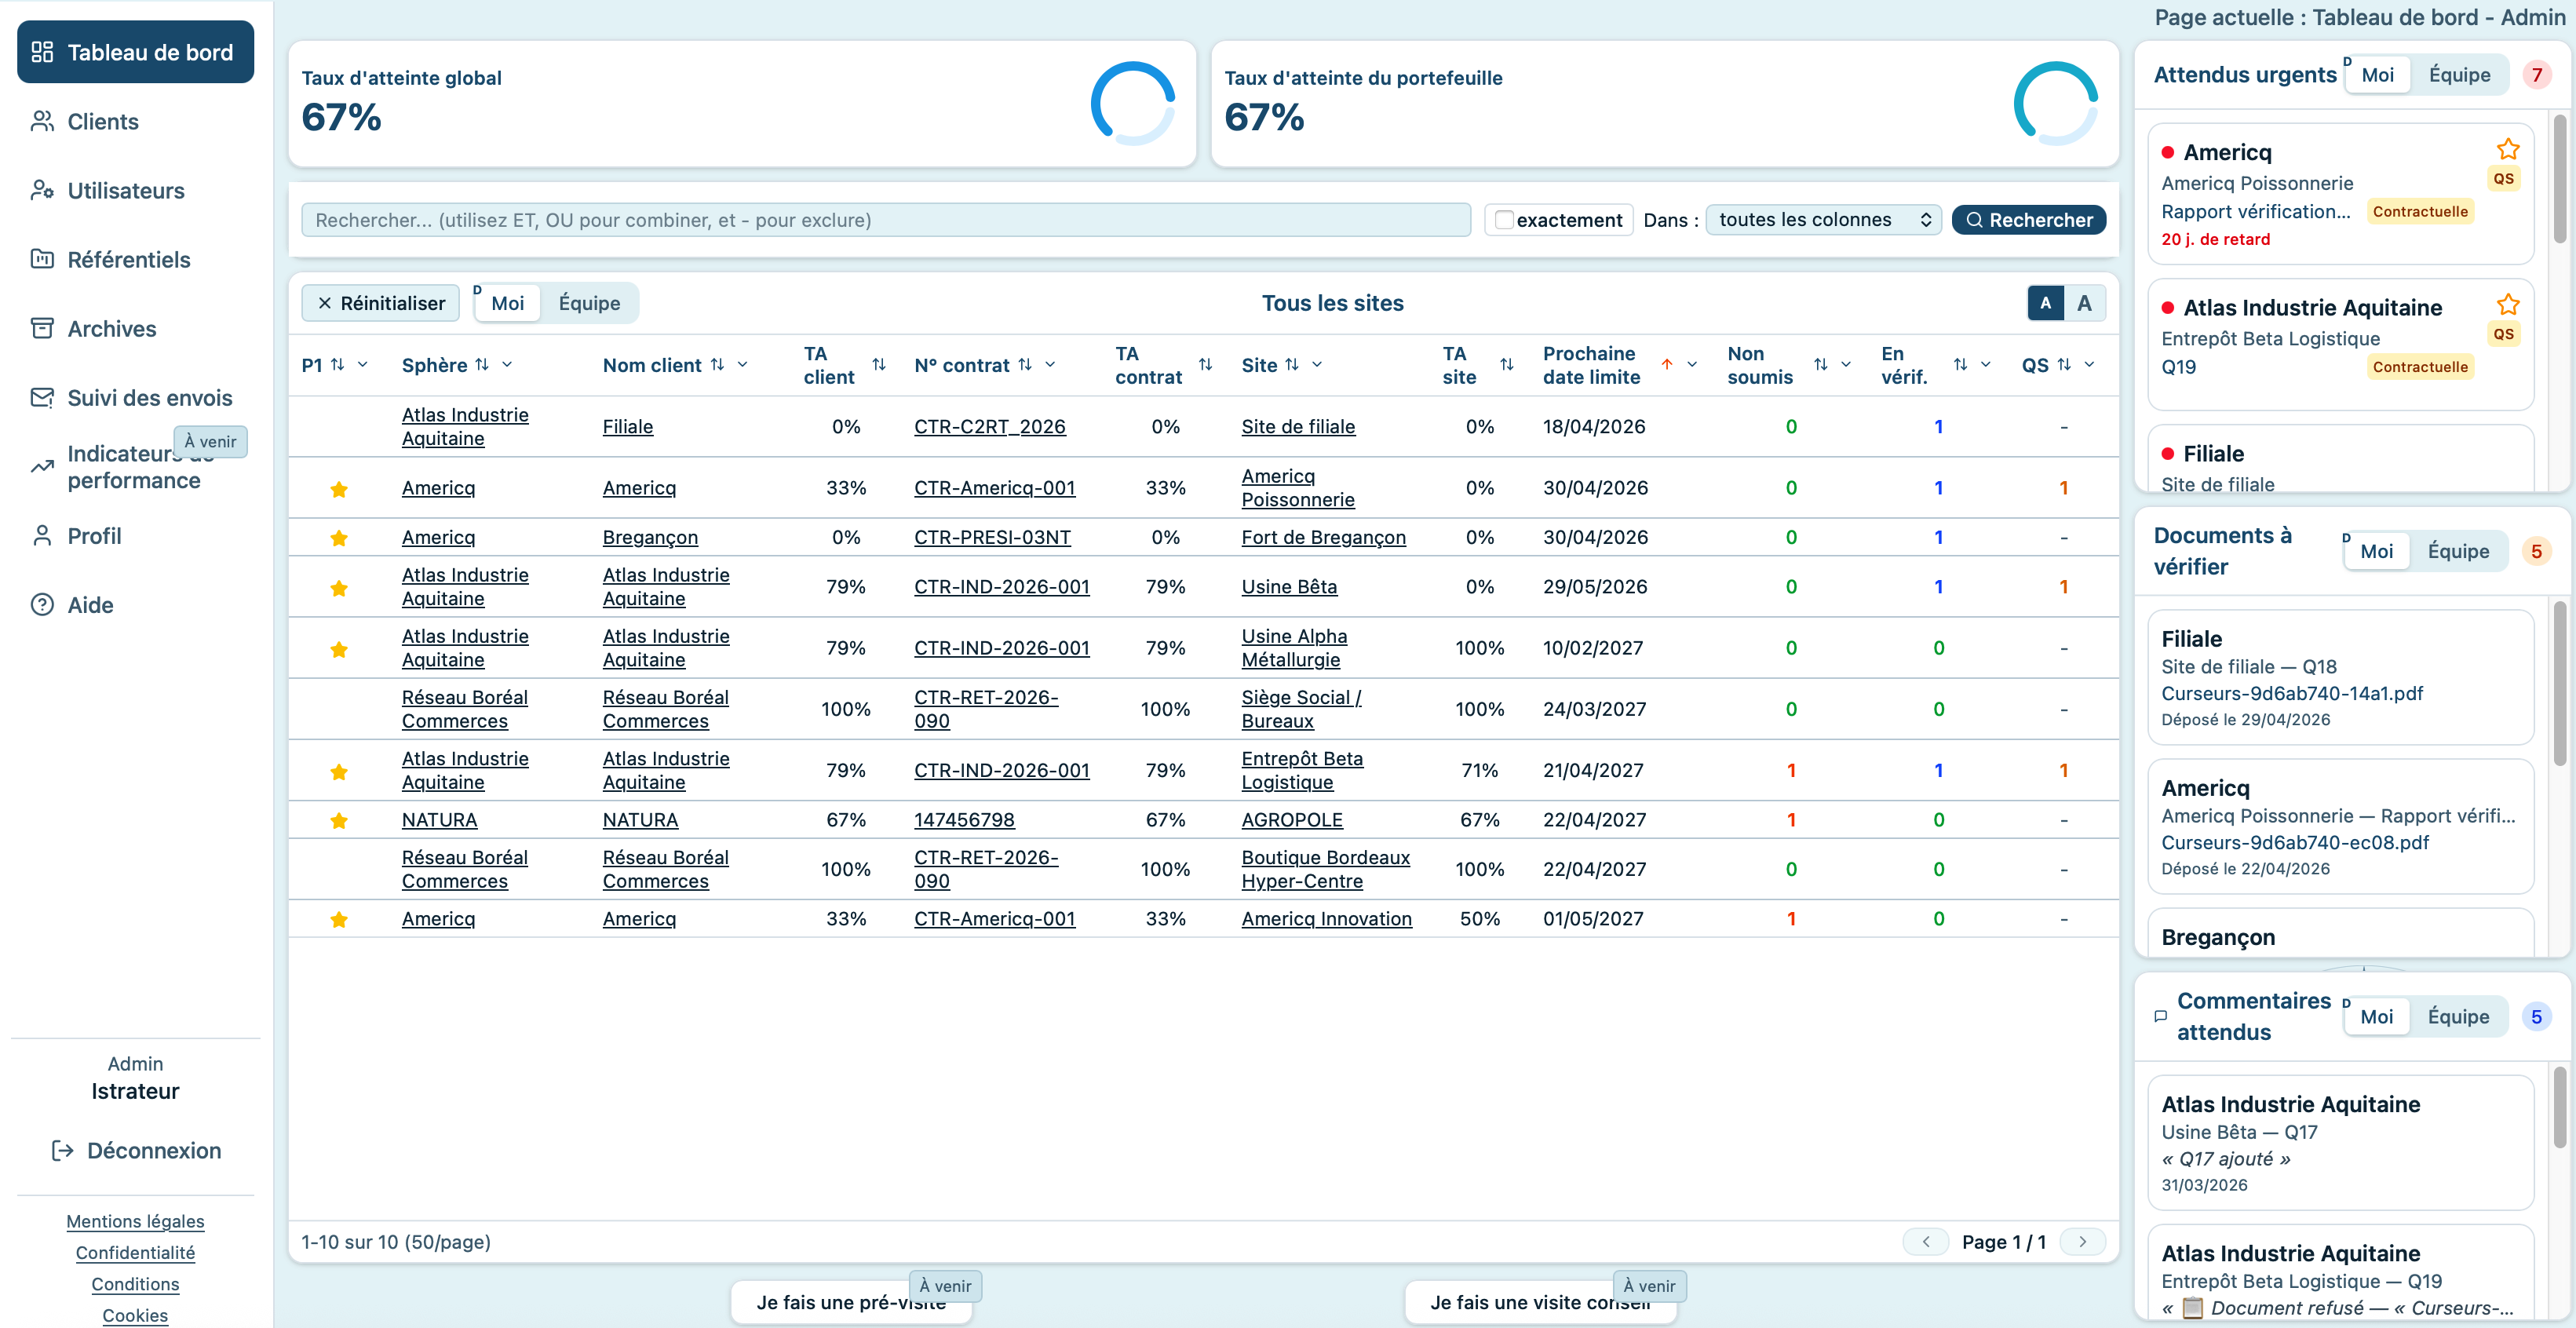 Page actuelle : Tableau de bord - Admin
Tableau de bord
Clients
Utilisateurs
Référentiels
Archives
Suivi des envois
À venir
Indicateurs de
performance
Profil
Aide
Admin
Istrateur
Déconnexion
Mentions légales
Confidentialité
Conditions
Cookies
Taux d'atteinte global
67%
Taux d'atteinte du portefeuille
67%
Rechercher... (utilisez ET, OU pour combiner, et - pour exclure)
exactement
Dans :
toutes les colonnes
Rechercher
Réinitialiser
D
Moi
Équipe
Tous les sites
A
A
P1
Sphère
Nom client
TA
client
N° contrat
TA
contrat
Site
TA
site
Prochaine
date limite
Non
soumis
En
vérif.
QS
Atlas Industrie
Aquitaine
Filiale
0%
CTR-C2RT_2026
0%
Site de filiale
0%
18/04/2026
0
1
-
Americq
Americq
33%
CTR-Americq-001
33%
Americq
Poissonnerie
0%
30/04/2026
0
1
1
Americq
Bregançon
0%
CTR-PRESI-03NT
0%
Fort de Bregançon
0%
30/04/2026
0
1
-
Atlas Industrie
Aquitaine
Atlas Industrie
Aquitaine
79%
CTR-IND-2026-001
79%
Usine Bêta
0%
29/05/2026
0
1
1
Atlas Industrie
Aquitaine
Atlas Industrie
Aquitaine
79%
CTR-IND-2026-001
79%
Usine Alpha
Métallurgie
100%
10/02/2027
0
0
-
Réseau Boréal
Commerces
Réseau Boréal
Commerces
100%
CTR-RET-2026-
090
100%
Siège Social /
Bureaux
100%
24/03/2027
0
0
-
Atlas Industrie
Aquitaine
Atlas Industrie
Aquitaine
79%
CTR-IND-2026-001
79%
Entrepôt Beta
Logistique
71%
21/04/2027
1
1
1
NATURA
NATURA
67%
147456798
67%
AGROPOLE
67%
22/04/2027
1
0
-
Réseau Boréal
Commerces
Réseau Boréal
Commerces
100%
CTR-RET-2026-
090
100%
Boutique Bordeaux
Hyper-Centre
100%
22/04/2027
0
0
-
Americq
Americq
33%
CTR-Americq-001
33%
Americq Innovation
50%
01/05/2027
1
0
-
1-10 sur 10 (50/page)
Page 1 / 1
À venir
Je fais une pré-visite
À venir
Je fais une visite conseil
Attendus urgents
D
Moi
Équipe
7
Americq
Americq Poissonnerie
QS
Rapport vérification...
Contractuelle
20 j. de retard
Atlas Industrie Aquitaine
Entrepôt Beta Logistique
QS
Q19
Contractuelle
Filiale
Site de filiale
Documents à
vérifier
D
Moi
Équipe
5
Filiale
Site de filiale — Q18
Curseurs-9d6ab740-14a1.pdf
Déposé le 29/04/2026
Americq
Americq Poissonnerie — Rapport vérifi...
Curseurs-9d6ab740-ec08.pdf
Déposé le 22/04/2026
Bregançon
Commentaires
attendus
D
Moi
Équipe
5
Atlas Industrie Aquitaine
Usine Bêta — Q17
« Q17 ajouté »
31/03/2026
Atlas Industrie Aquitaine
Entrepôt Beta Logistique — Q19
« 📋 Document refusé — « Curseurs-...